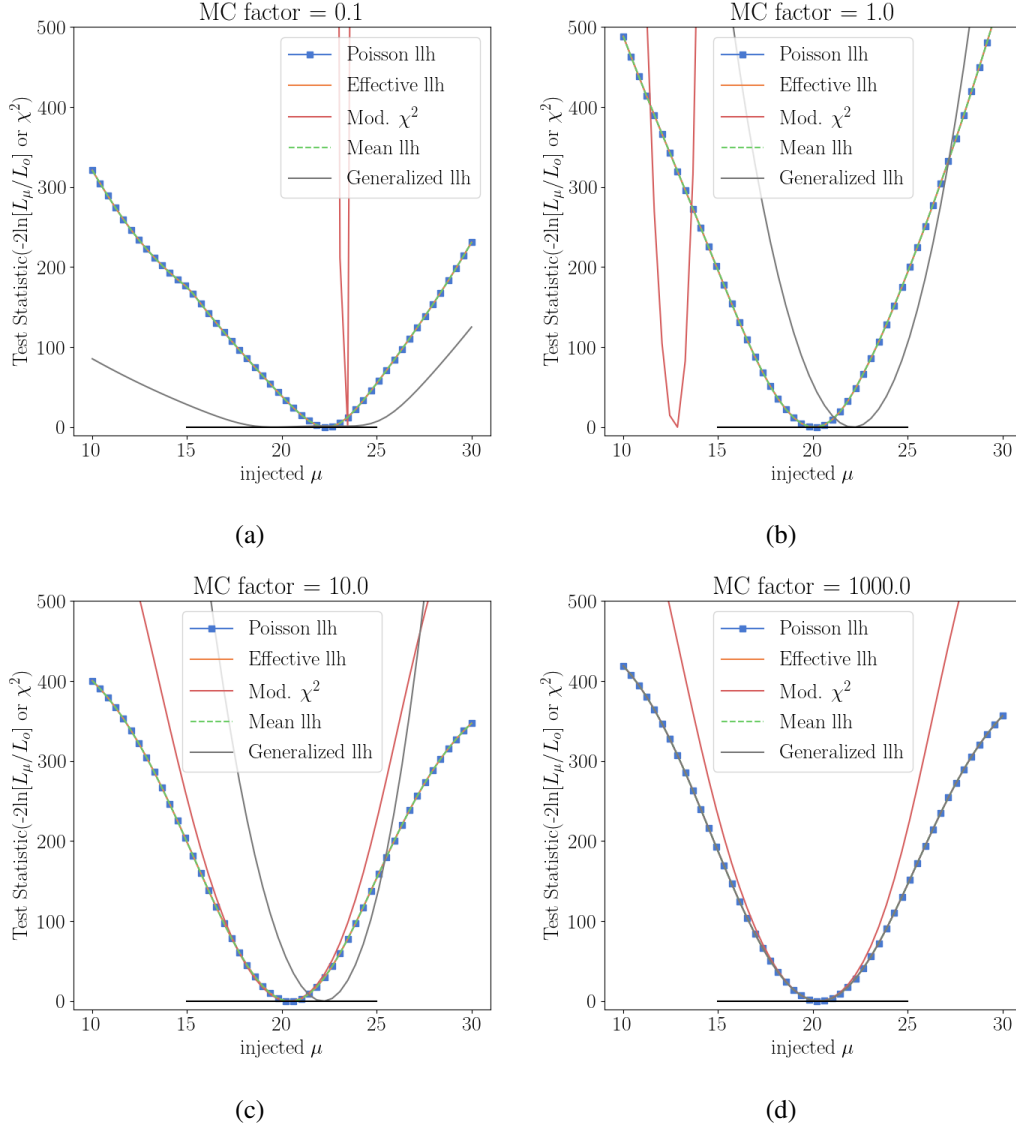 MC factor = 0.1
Test Statistic(-2ln[L_μ/L_o] or χ²)
500
400
300
200
100
0
Poisson llh
Effective llh
Mod. χ²
Mean llh
Generalized llh
10 15 20 25 30
injected μ
(a)
MC factor = 1.0
Test Statistic(-2ln[L_μ/L_o] or χ²)
500
400
300
200
100
0
Poisson llh
Effective llh
Mod. χ²
Mean llh
Generalized llh
10 15 20 25 30
injected μ
(b)
MC factor = 10.0
Test Statistic(-2ln[L_μ/L_o] or χ²)
500
400
300
200
100
0
Poisson llh
Effective llh
Mod. χ²
Mean llh
Generalized llh
10 15 20 25 30
injected μ
(c)
MC factor = 1000.0
Test Statistic(-2ln[L_μ/L_o] or χ²)
500
400
300
200
100
0
Poisson llh
Effective llh
Mod. χ²
Mean llh
Generalized llh
10 15 20 25 30
injected μ
(d)